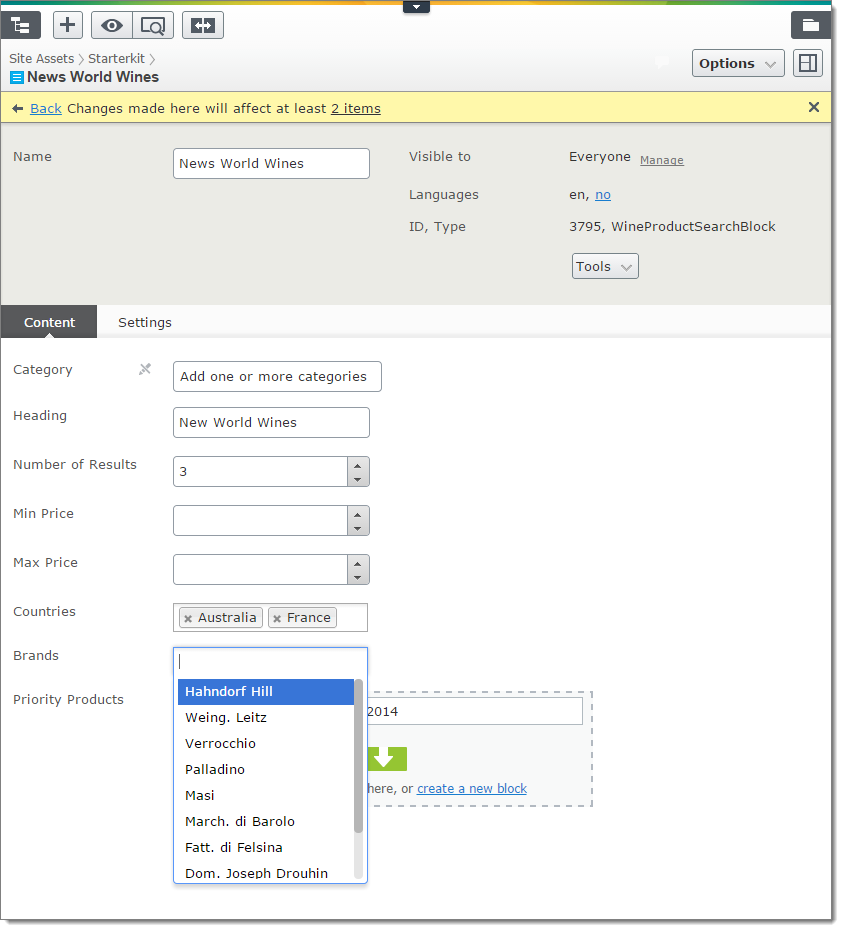 Site Assets > Starterkit >
News World Wines
Options
Back Changes made here will affect at least 2 items
Name
News World Wines
Visible to
Everyone Manage
Languages
en, no
ID, Type
3795, WineProductSearchBlock
Tools
Content
Settings
Category
Add one or more categories
Heading
New World Wines
Number of Results
3
Min Price
Max Price
Countries
Australia
France
Brands
Hahndorf Hill
Weing. Leitz
Verrocchio
Palladino
Masi
March. di Barolo
Fatt. di Felsina
Dom. Joseph Drouhin
Priority Products
2014
here, or create a new block